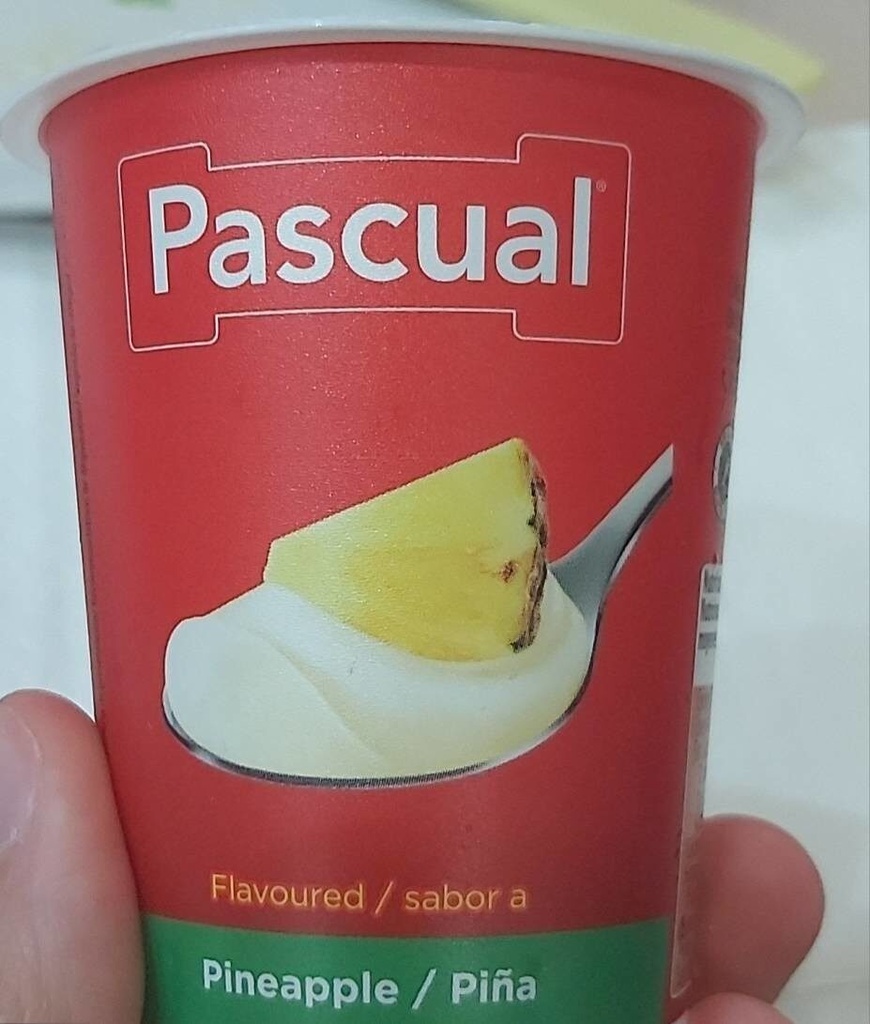 Pascual®
Flavoured / sabor a
Pineapple / Piña